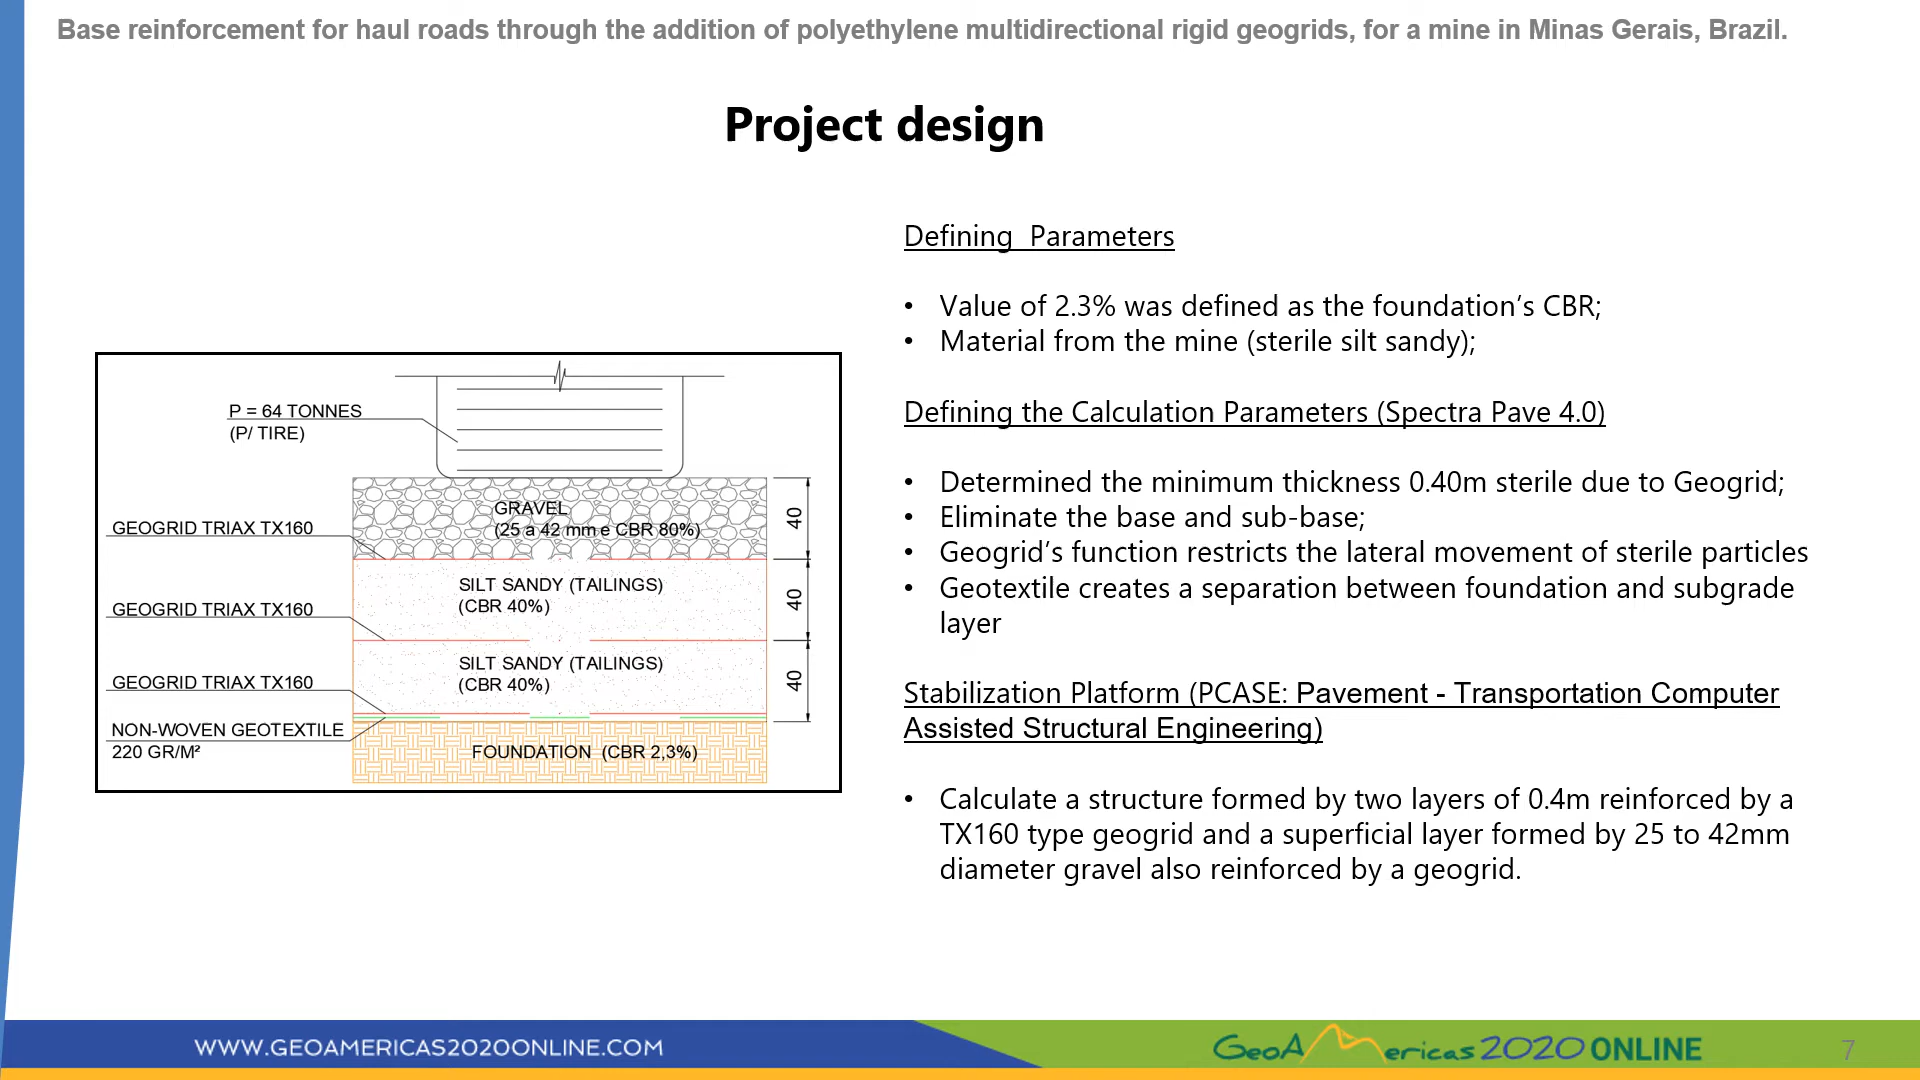 Base reinforcement for haul roads through the addition of polyethylene multidirectional rigid geogrids, for a mine in Minas Gerais, Brazil.
Project design
P = 64 TONNES
(P/ TIRE)
GRAVEL
(25 a 42 mm e CBR 80%)
40
GEOGRID TRIAX TX160
SILT SANDY (TAILINGS)
(CBR 40%)
40
GEOGRID TRIAX TX160
SILT SANDY (TAILINGS)
(CBR 40%)
40
GEOGRID TRIAX TX160
NON-WOVEN GEOTEXTILE
220 GR/M²
FOUNDATION (CBR 2,3%)
Defining Parameters
• Value of 2.3% was defined as the foundation’s CBR;
• Material from the mine (sterile silt sandy);
Defining the Calculation Parameters (Spectra Pave 4.0)
• Determined the minimum thickness 0.40m sterile due to Geogrid;
• Eliminate the base and sub-base;
• Geogrid’s function restricts the lateral movement of sterile particles
• Geotextile creates a separation between foundation and subgrade
layer
Stabilization Platform (PCASE: Pavement - Transportation Computer
Assisted Structural Engineering)
• Calculate a structure formed by two layers of 0.4m reinforced by a
TX160 type geogrid and a superficial layer formed by 25 to 42mm
diameter gravel also reinforced by a geogrid.
WWW.GEOAMERICAS2020ONLINE.COM
GeoAmericas 2020 ONLINE
7